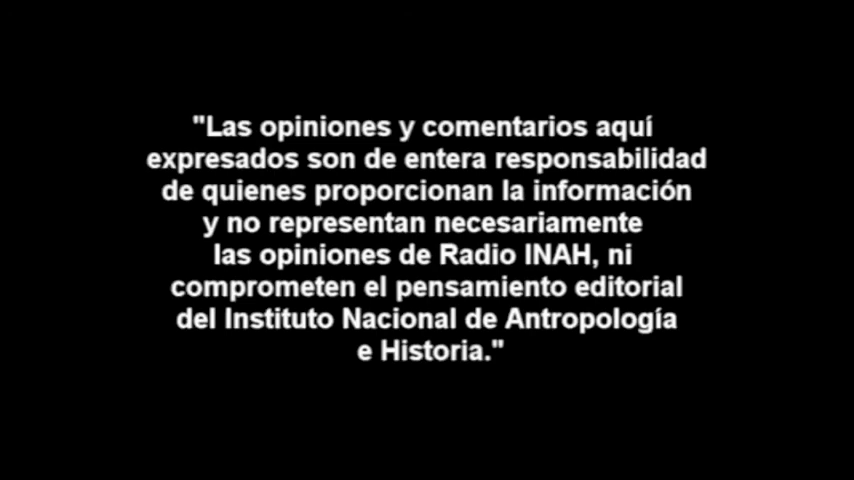 "Las opiniones y comentarios aquí
expresados son de entera responsabilidad
de quienes proporcionan la información
y no representan necesariamente
las opiniones de Radio INAH, ni
comprometen el pensamiento editorial
del Instituto Nacional de Antropología
e Historia."